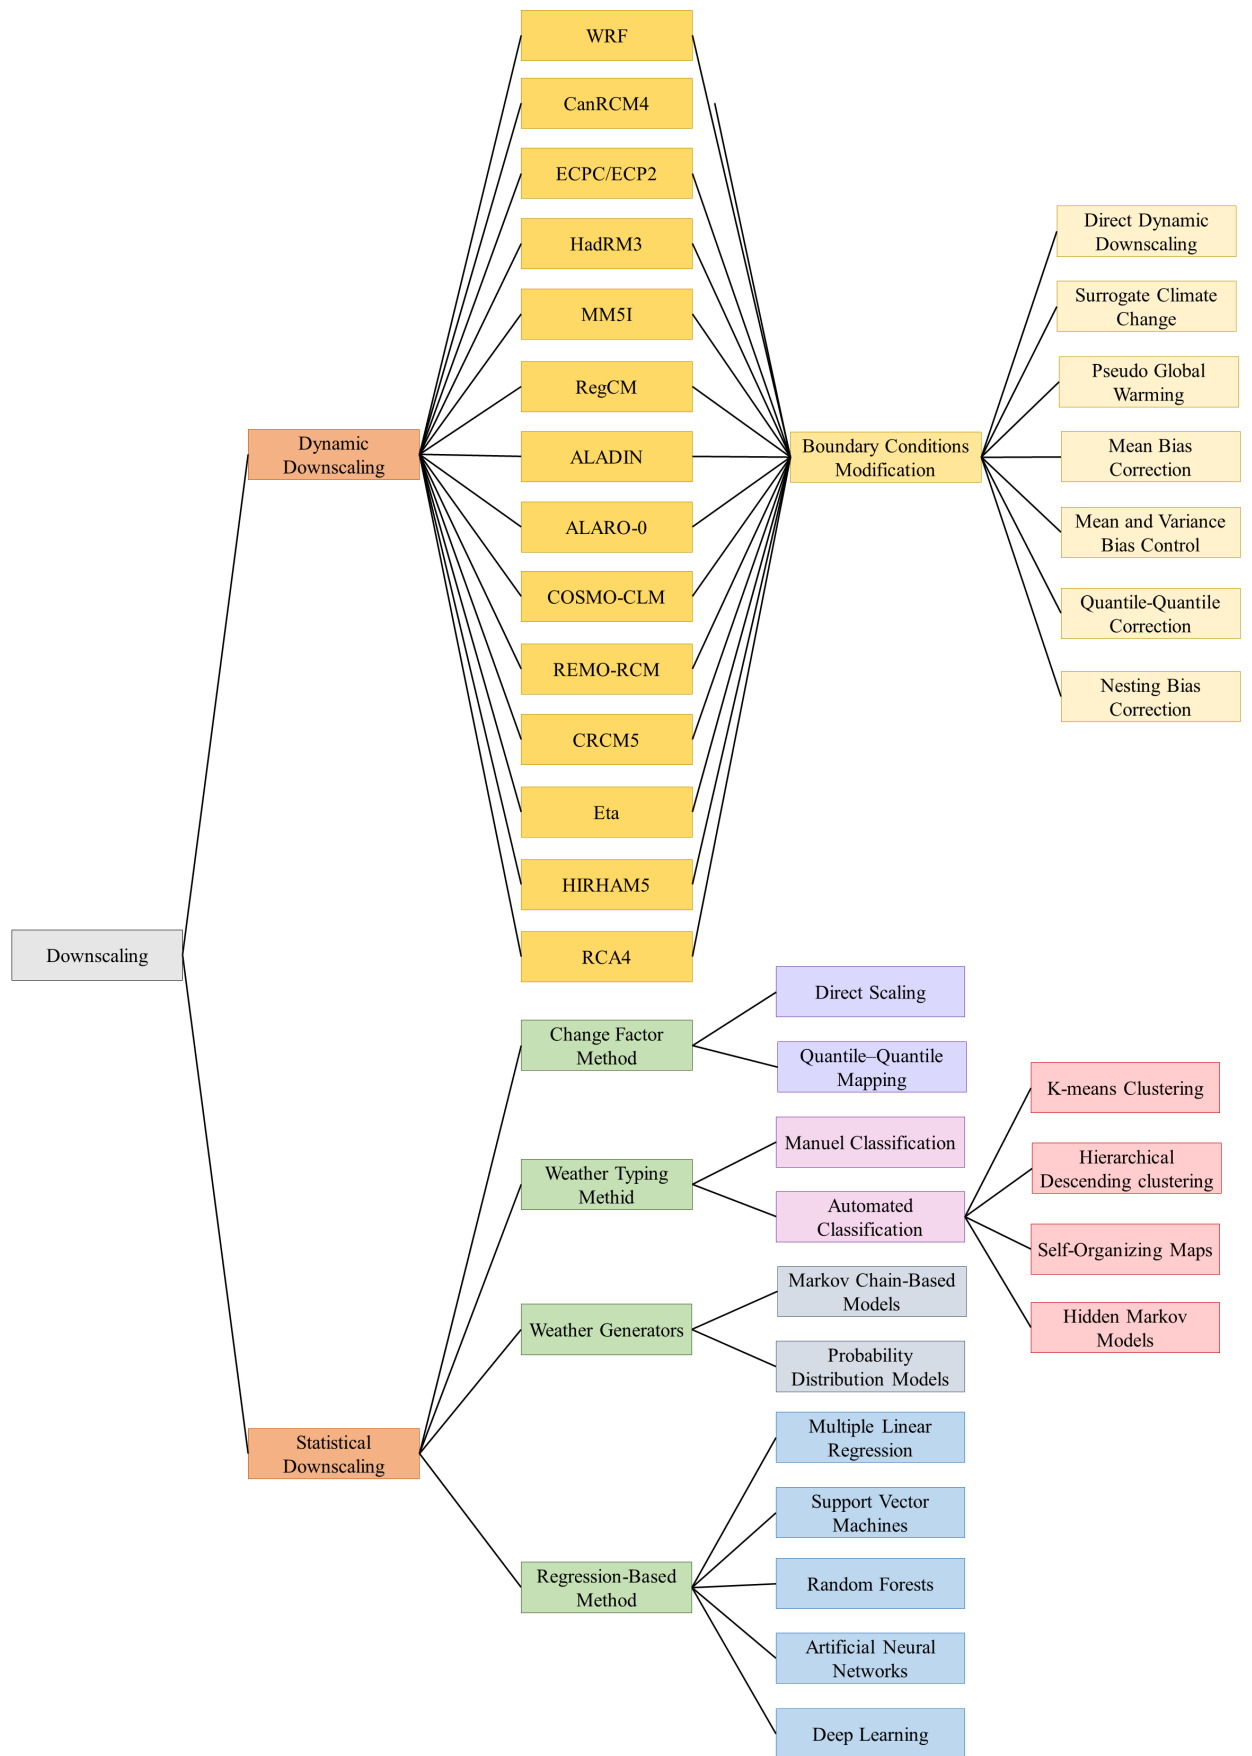 Downscaling
Dynamic
Downscaling
Statistical
Downscaling
WRF
CanRCM4
ECPC/ECP2
HadRM3
MM5I
RegCM
ALADIN
ALARO-0
COSMO-CLM
REMO-RCM
CRCM5
Eta
HIRHAM5
RCA4
Boundary Conditions
Modification
Direct Dynamic
Downscaling
Surrogate Climate
Change
Pseudo Global
Warming
Mean Bias
Correction
Mean and Variance
Bias Control
Quantile-Quantile
Correction
Nesting Bias
Correction
Change Factor
Method
Direct Scaling
Quantile–Quantile
Mapping
Weather Typing
Methid
Manuel Classification
Automated
Classification
K-means Clustering
Hierarchical
Descending clustering
Self-Organizing Maps
Hidden Markov
Models
Weather Generators
Markov Chain-Based
Models
Probability
Distribution Models
Regression-Based
Method
Multiple Linear
Regression
Support Vector
Machines
Random Forests
Artificial Neural
Networks
Deep Learning